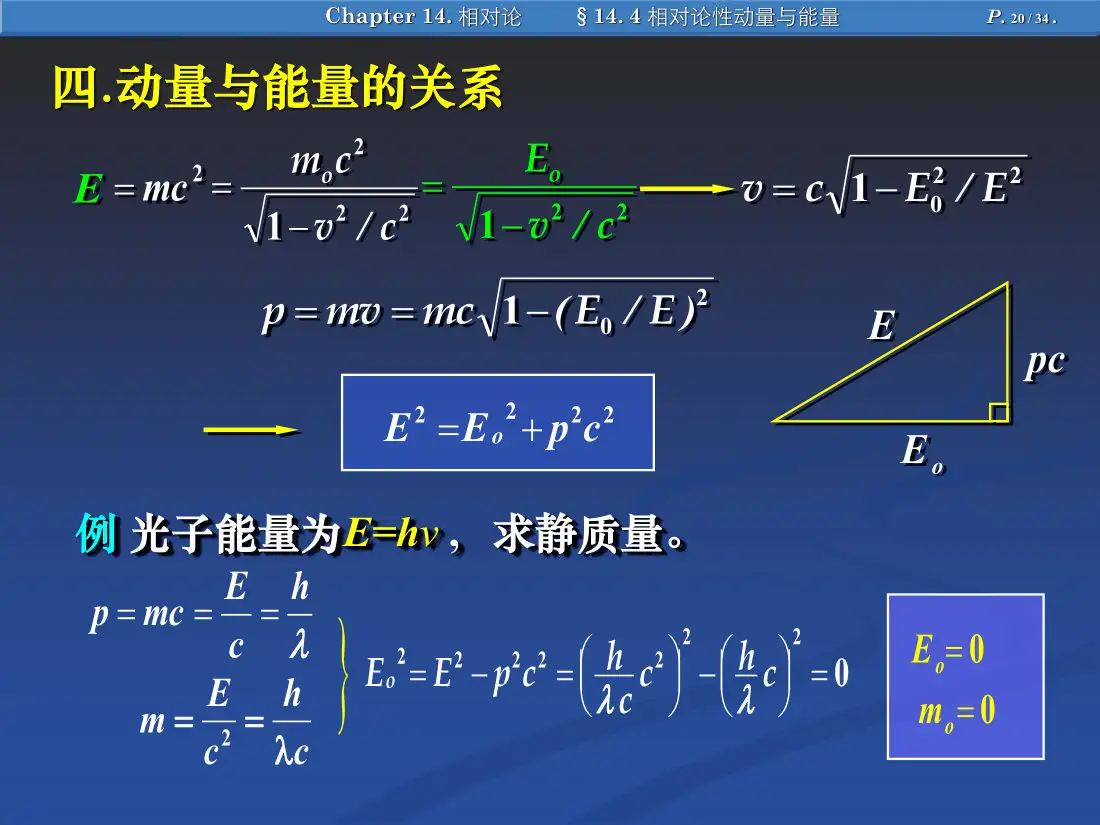 Chapter 14. 相对论 §14. 4 相对论性动量与能量 P. 20 / 34 .
四.动量与能量的关系
E = mc² = m₀c² / √(1 − v² / c²) = E₀ / √(1 − v² / c²) → v = c√(1 − E₀² / E²)
p = mv = mc√(1 − (E₀ / E)²)
E
pc
E₀
→ E² = E₀² + p²c²
例 光子能量为E=hν ， 求静质量。
p = mc = E/c = h/λ
m = E/c² = h/λc
} E₀² = E² − p²c² = (h/λc c²)² − (h/λ c)² = 0
E₀ = 0
m₀ = 0